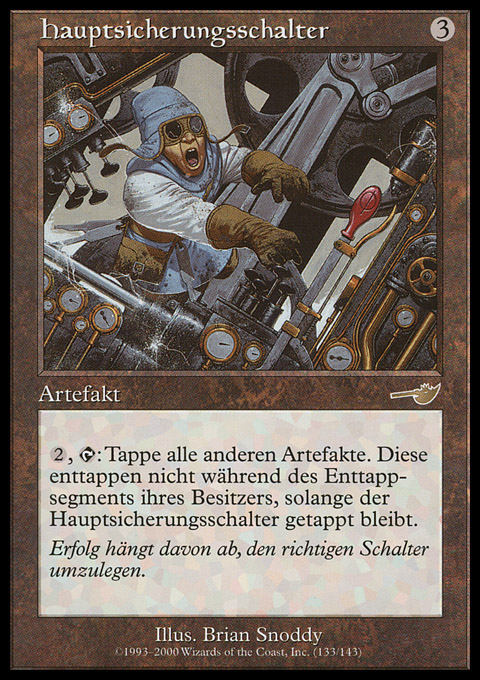 Hauptsicherungsschalter 3
Artefakt
2, : Tappe alle anderen Artefakte. Diese
enttappen nicht während des Enttapp-
segments ihres Besitzers, solange der
Hauptsicherungsschalter getappt bleibt.
Erfolg hängt davon ab, den richtigen Schalter
umzulegen.
Illus. Brian Snoddy
©1993–2000 Wizards of the Coast, Inc. (133/143)